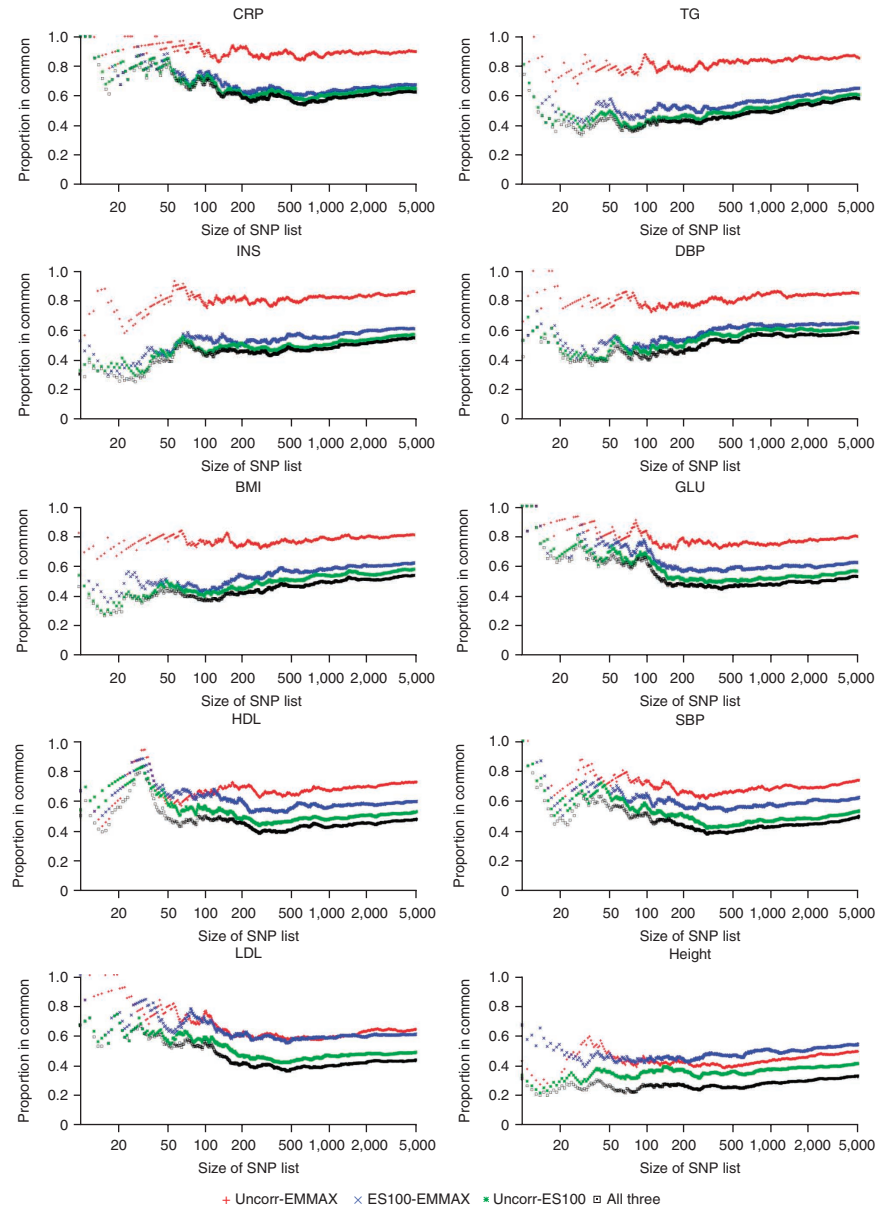 CRP
TG
Proportion in common
1.0
0.8
0.6
0.4
0.2
0
20 50 100 200 500 1,000 2,000 5,000
Size of SNP list
Proportion in common
1.0
0.8
0.6
0.4
0.2
0
20 50 100 200 500 1,000 2,000 5,000
Size of SNP list
INS
DBP
Proportion in common
1.0
0.8
0.6
0.4
0.2
0
20 50 100 200 500 1,000 2,000 5,000
Size of SNP list
Proportion in common
1.0
0.8
0.6
0.4
0.2
0
20 50 100 200 500 1,000 2,000 5,000
Size of SNP list
BMI
GLU
Proportion in common
1.0
0.8
0.6
0.4
0.2
0
20 50 100 200 500 1,000 2,000 5,000
Size of SNP list
Proportion in common
1.0
0.8
0.6
0.4
0.2
0
20 50 100 200 500 1,000 2,000 5,000
Size of SNP list
HDL
SBP
Proportion in common
1.0
0.8
0.6
0.4
0.2
0
20 50 100 200 500 1,000 2,000 5,000
Size of SNP list
Proportion in common
1.0
0.8
0.6
0.4
0.2
0
20 50 100 200 500 1,000 2,000 5,000
Size of SNP list
LDL
Height
Proportion in common
1.0
0.8
0.6
0.4
0.2
0
20 50 100 200 500 1,000 2,000 5,000
Size of SNP list
Proportion in common
1.0
0.8
0.6
0.4
0.2
0
20 50 100 200 500 1,000 2,000 5,000
Size of SNP list
Uncorr-EMMAX ES100-EMMAX Uncorr-ES100 All three